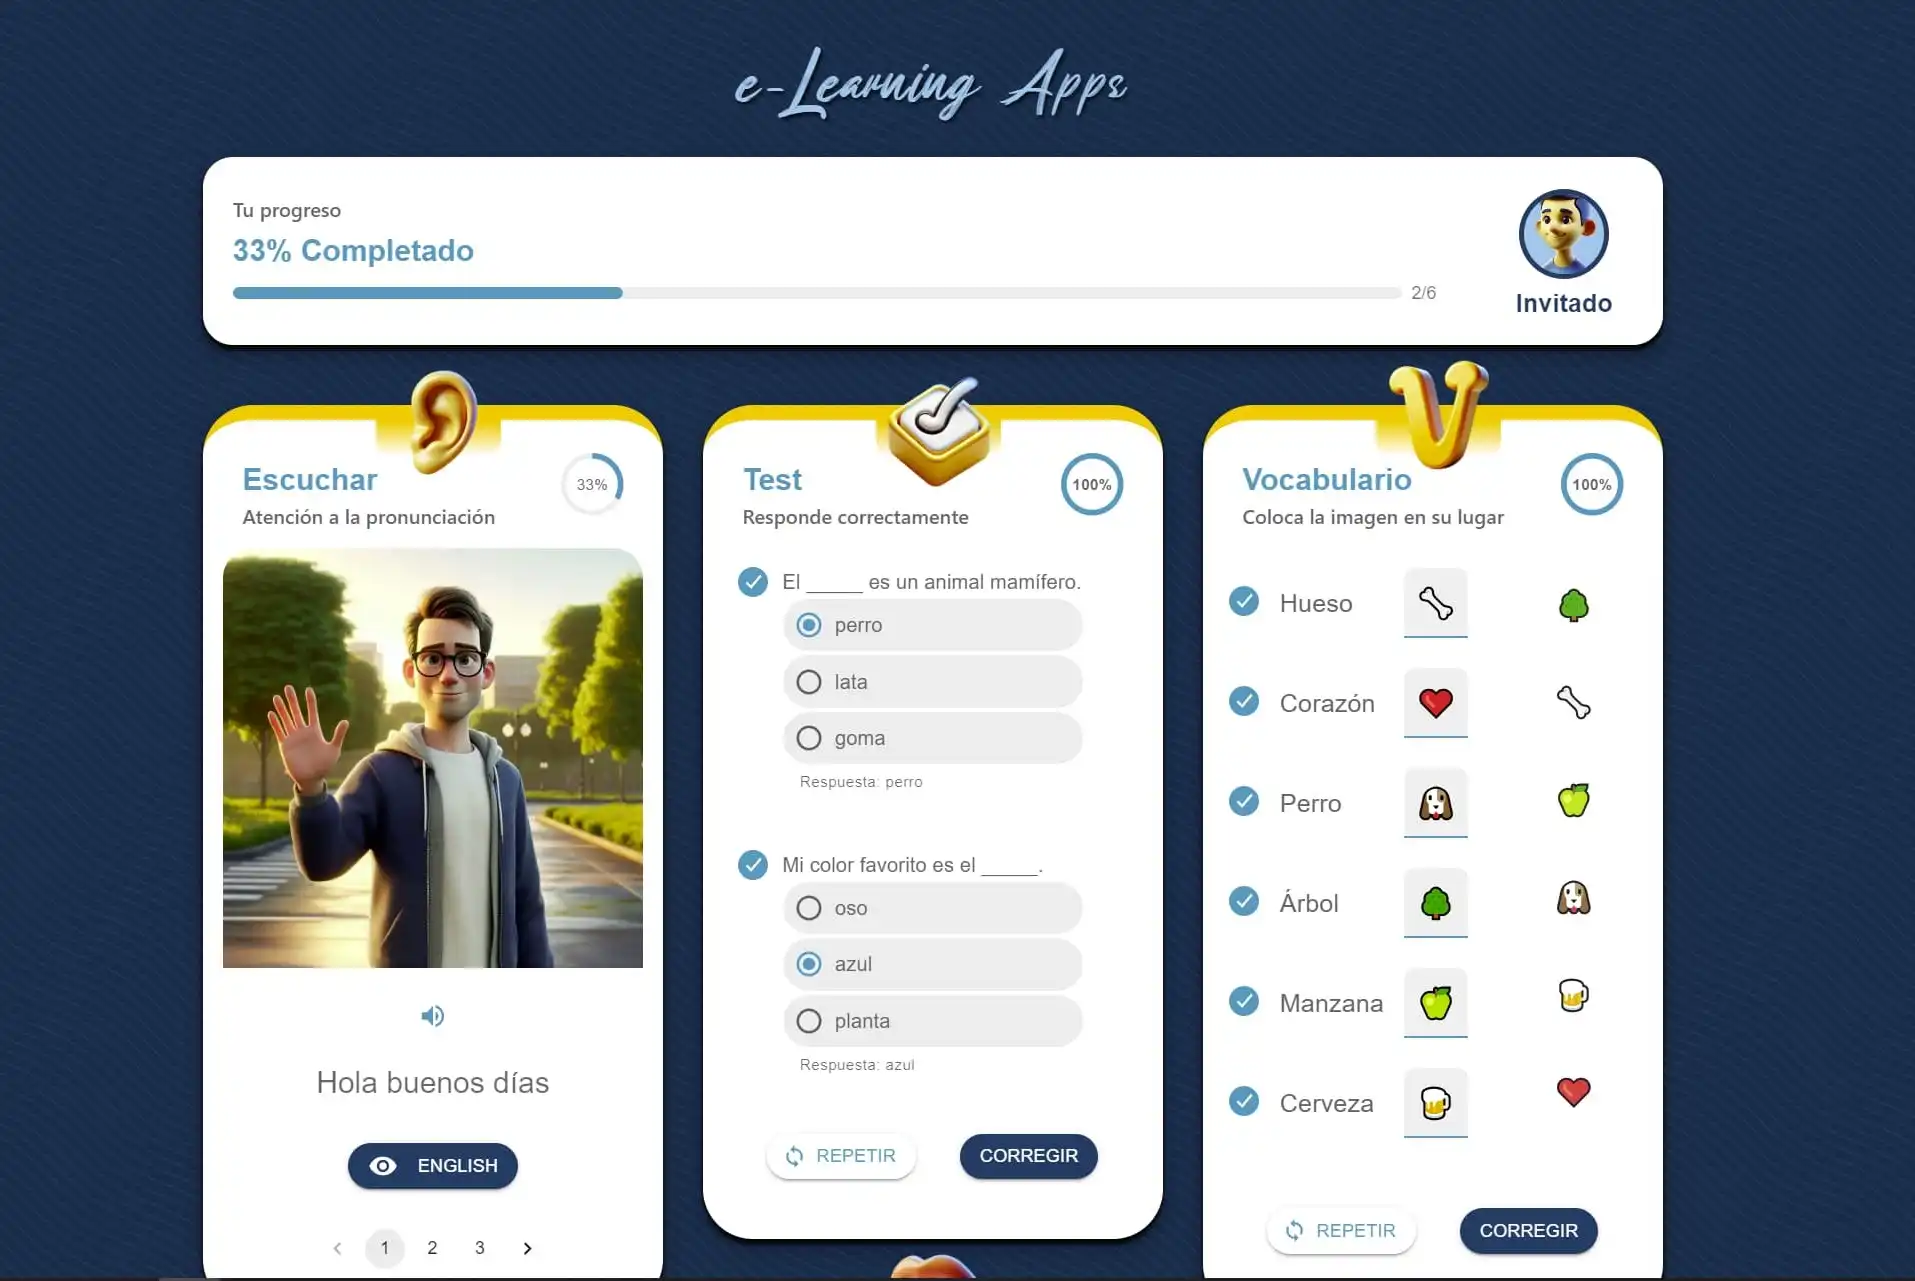 e-Learning Apps
Tu progreso
33% Completado
2/6
Invitado
Escuchar
33%
Atención a la pronunciación
Hola buenos días
ENGLISH
1 2 3
Test
100%
Responde correctamente
El _____ es un animal mamífero.
perro
lata
goma
Respuesta: perro
Mi color favorito es el _____.
oso
azul
planta
Respuesta: azul
REPETIR
CORREGIR
Vocabulario
100%
Coloca la imagen en su lugar
Hueso
Corazón
Perro
Árbol
Manzana
Cerveza
REPETIR
CORREGIR